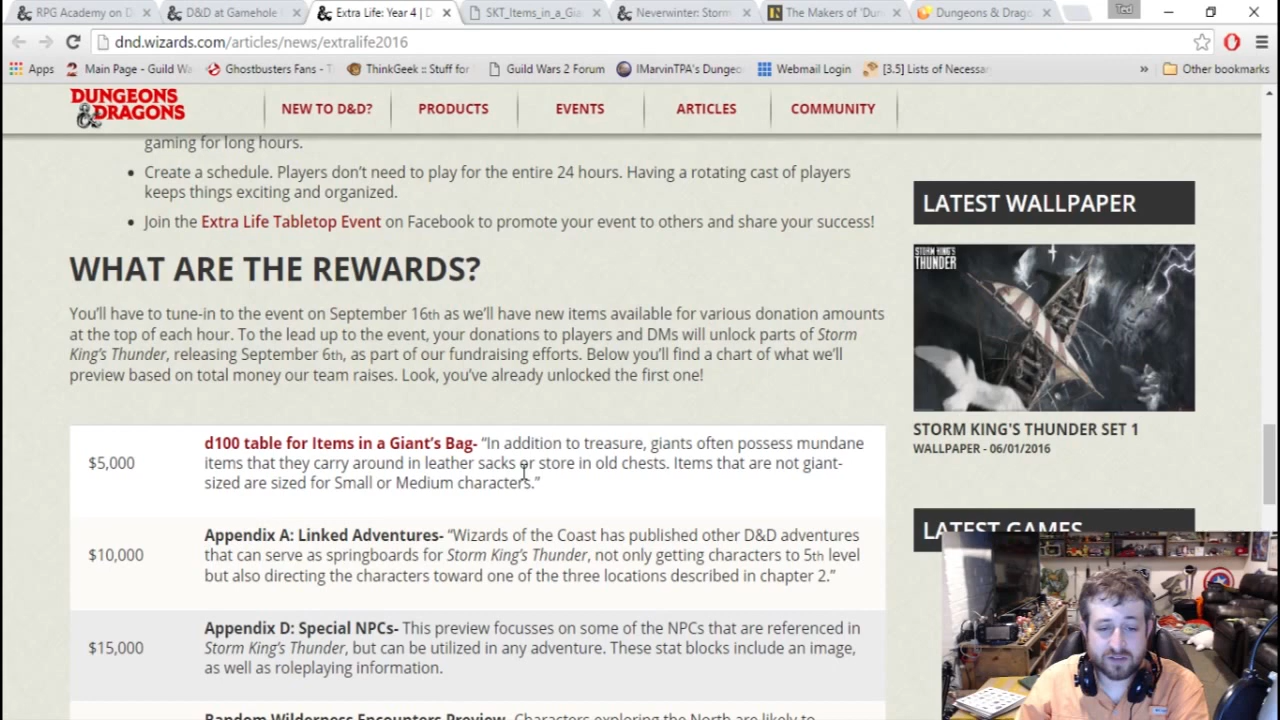 RPG Academy on D
D&D at Gamehole
Extra Life: Year 4 | D
SKT_Items_in_a_Gia
Neverwinter: Storm
The Makers of 'Dun
Dungeons & Drago
Ted
dnd.wizards.com/articles/news/extralife2016
Apps
Main Page - Guild Wa
Ghostbusters Fans - T
ThinkGeek :: Stuff for
Guild Wars 2 Forum
IMarvinTPA's Dungeo
Webmail Login
[3.5] Lists of Necessar
»
Other bookmarks
DUNGEONS & DRAGONS
NEW TO D&D?
PRODUCTS
EVENTS
ARTICLES
COMMUNITY
gaming for long hours.
• Create a schedule. Players don't need to play for the entire 24 hours. Having a rotating cast of players
keeps things exciting and organized.
• Join the Extra Life Tabletop Event on Facebook to promote your event to others and share your success!
WHAT ARE THE REWARDS?
You'll have to tune-in to the event on September 16th as we'll have new items available for various donation amounts
at the top of each hour. To the lead up to the event, your donations to players and DMs will unlock parts of Storm
King's Thunder, releasing September 6th, as part of our fundraising efforts. Below you'll find a chart of what we'll
preview based on total money our team raises. Look, you've already unlocked the first one!
$5,000
d100 table for Items in a Giant's Bag- “In addition to treasure, giants often possess mundane
items that they carry around in leather sacks or store in old chests. Items that are not giant-
sized are sized for Small or Medium characters.”
$10,000
Appendix A: Linked Adventures- “Wizards of the Coast has published other D&D adventures
that can serve as springboards for Storm King's Thunder, not only getting characters to 5th level
but also directing the characters toward one of the three locations described in chapter 2.”
$15,000
Appendix D: Special NPCs- This preview focusses on some of the NPCs that are referenced in
Storm King's Thunder, but can be utilized in any adventure. These stat blocks include an image,
as well as roleplaying information.
Random Wilderness Encounters Preview- Characters exploring the North are likely to
LATEST WALLPAPER
STORM KING'S
THUNDER
STORM KING'S THUNDER SET 1
WALLPAPER - 06/01/2016
LATEST GAMES